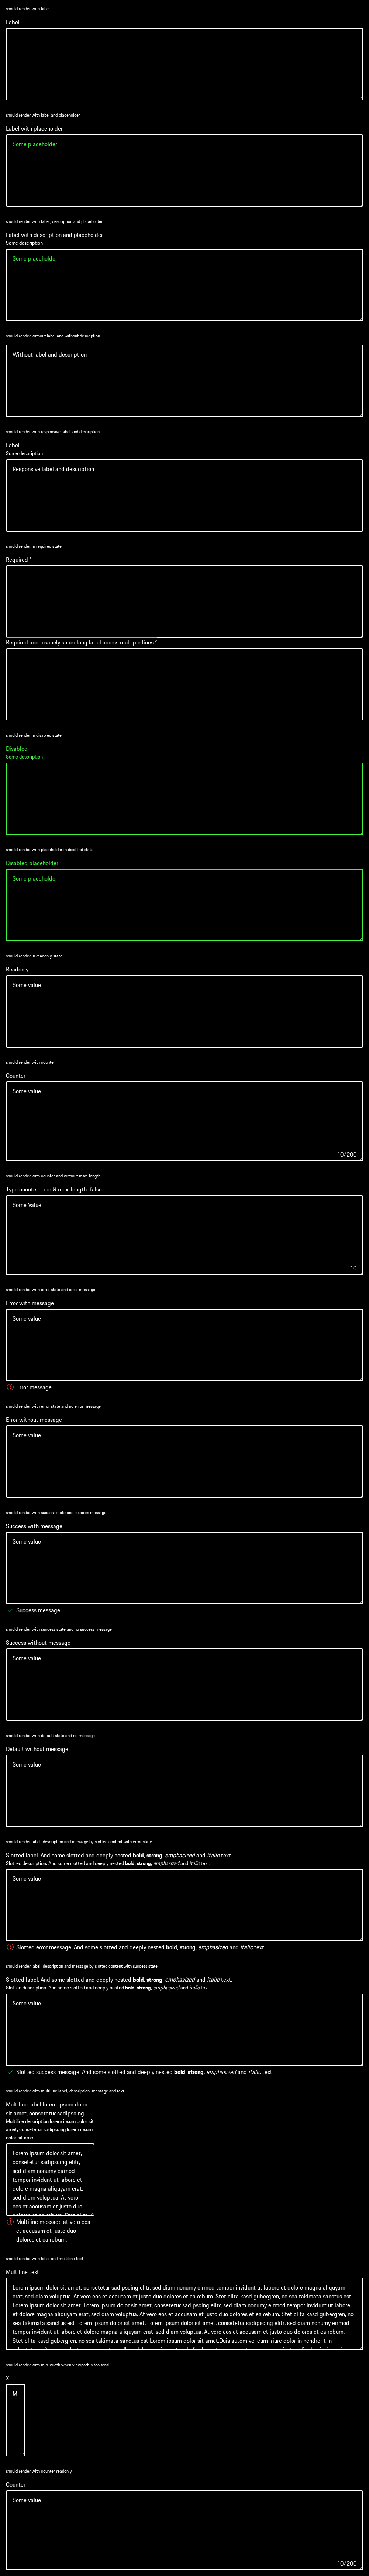 should render with label
Label
should render with label and placeholder
Label with placeholder
Some placeholder
should render with label, description and placeholder
Label with description and placeholder
Some description
Some placeholder
should render without label and without description
Without label and description
should render with responsive label and description
Label
Some description
Responsive label and description
should render in required state
Required *
Required and insanely super long label across multiple lines *
should render in disabled state
Disabled
Some description
should render with placeholder in disabled state
Disabled placeholder
Some placeholder
should render in readonly state
Readonly
Some value
should render with counter
Counter
Some value
10/200
should render with counter and without max-length
Type counter=true & max-length=false
Some Value
10
should render with error state and error message
Error with message
Some value
Error message
should render with error state and no error message
Error without message
Some value
should render with success state and success message
Success with message
Some value
Success message
should render with success state and no success message
Success without message
Some value
should render with default state and no message
Default without message
Some value
should render label, description and message by slotted content with error state
Slotted label. And some slotted and deeply nested bold, strong, emphasized and italic text.
Slotted description. And some slotted and deeply nested bold, strong, emphasized and italic text.
Some value
Slotted error message. And some slotted and deeply nested bold, strong, emphasized and italic text.
should render label, description and message by slotted content with success state
Slotted label. And some slotted and deeply nested bold, strong, emphasized and italic text.
Slotted description. And some slotted and deeply nested bold, strong, emphasized and italic text.
Some value
Slotted success message. And some slotted and deeply nested bold, strong, emphasized and italic text.
should render with multiline label, description, message and text
Multiline label lorem ipsum dolor
sit amet, consetetur sadipscing
Multiline description lorem ipsum dolor sit
amet, consetetur sadipscing lorem ipsum
dolor sit amet
Lorem ipsum dolor sit amet,
consetetur sadipscing elitr,
sed diam nonumy eirmod
tempor invidunt ut labore et
dolore magna aliquyam erat,
sed diam voluptua. At vero
eos et accusam et justo duo
dolores et ea rebum. Stet clita
Multiline message at vero eos
et accusam et justo duo
dolores et ea rebum.
should render with label and multiline text
Multiline text
Lorem ipsum dolor sit amet, consetetur sadipscing elitr, sed diam nonumy eirmod tempor invidunt ut labore et dolore magna aliquyam
erat, sed diam voluptua. At vero eos et accusam et justo duo dolores et ea rebum. Stet clita kasd gubergren, no sea takimata sanctus est
Lorem ipsum dolor sit amet. Lorem ipsum dolor sit amet, consetetur sadipscing elitr, sed diam nonumy eirmod tempor invidunt ut labore
et dolore magna aliquyam erat, sed diam voluptua. At vero eos et accusam et justo duo dolores et ea rebum. Stet clita kasd gubergren, no
sea takimata sanctus est Lorem ipsum dolor sit amet. Lorem ipsum dolor sit amet, consetetur sadipscing elitr, sed diam nonumy eirmod
tempor invidunt ut labore et dolore magna aliquyam erat, sed diam voluptua. At vero eos et accusam et justo duo dolores et ea rebum.
Stet clita kasd gubergren, no sea takimata sanctus est Lorem ipsum dolor sit amet.Duis autem vel eum iriure dolor in hendrerit in
should render with min-width when viewport is too small
X
M
should render with counter readonly
Counter
Some value
10/200